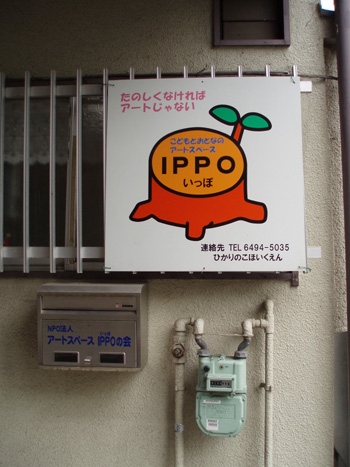 たのしくなければ
アートじゃない
こどもとおとなの
アートスペース
IPPO
いっぽ
連絡先 TEL 6494-5035
ひかりのこほいくえん
NPO法人
いっぽ
アートスペース IPPOの会